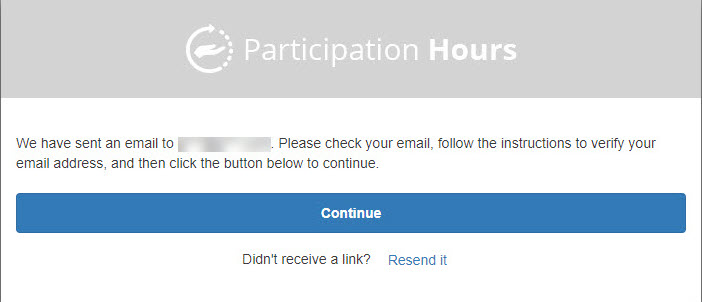 Participation Hours
We have sent an email to . Please check your email, follow the instructions to verify your
email address, and then click the button below to continue.
Continue
Didn't receive a link? Resend it